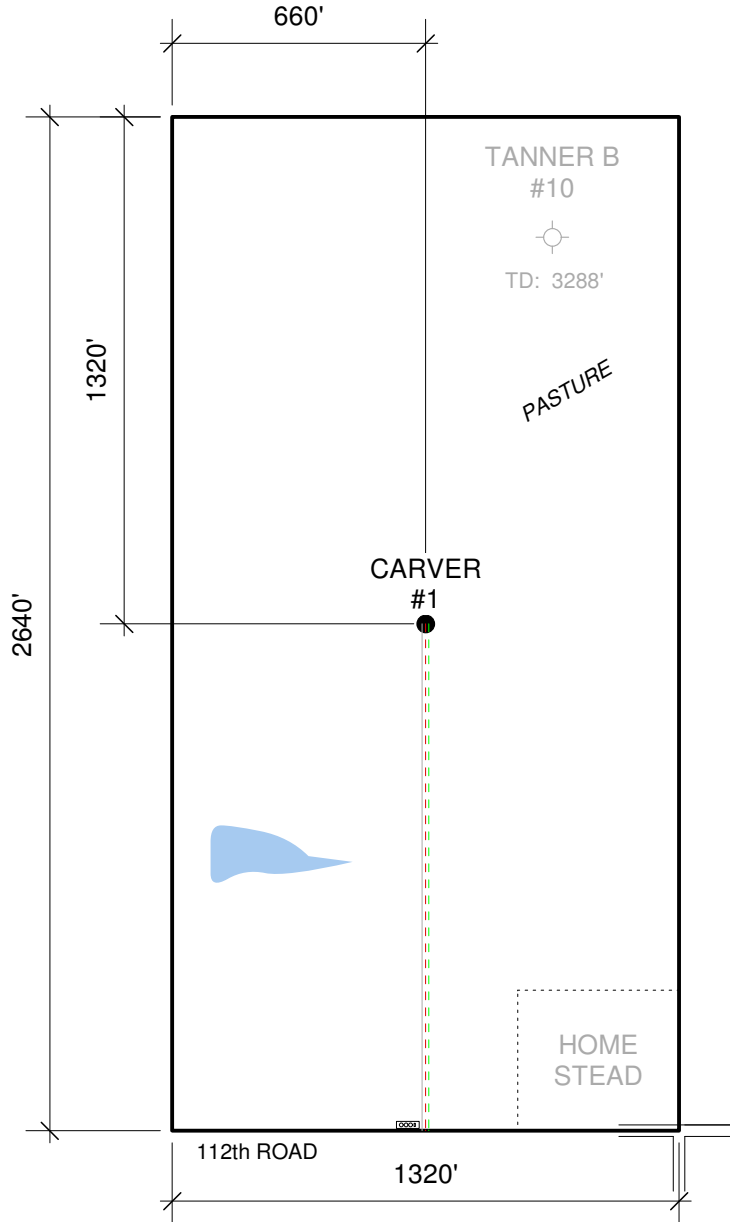 660'
TANNER B
#10
TD: 3288'
PASTURE
1320'
CARVER
#1
2640'
HOME
STEAD
112th ROAD
1320'